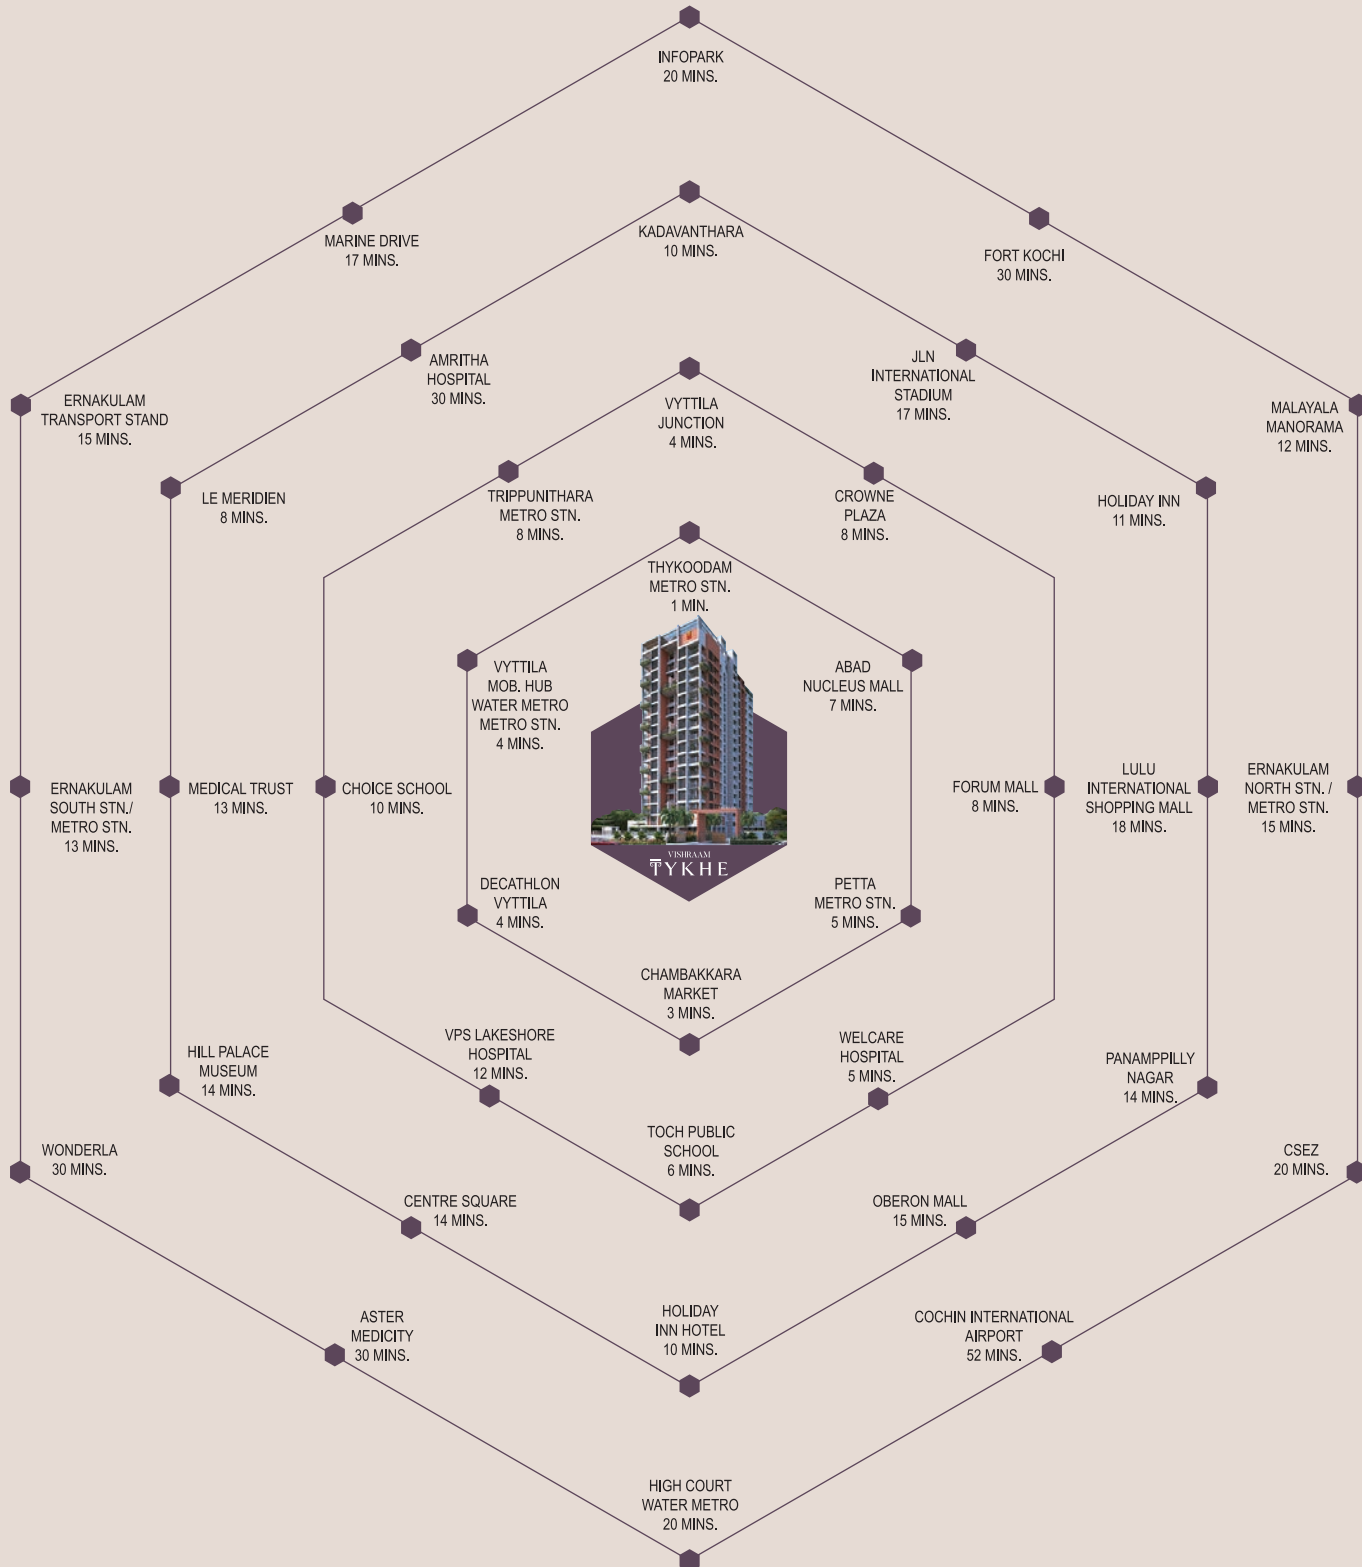 INFOPARK
20 MINS.
MARINE DRIVE
17 MINS.
KADAVANTHARA
10 MINS.
FORT KOCHI
30 MINS.
AMRITHA
HOSPITAL
30 MINS.
JLN
INTERNATIONAL
STADIUM
17 MINS.
ERNAKULAM
TRANSPORT STAND
15 MINS.
VYTTILA
JUNCTION
4 MINS.
MALAYALA
MANORAMA
12 MINS.
LE MERIDIEN
8 MINS.
TRIPPUNITHARA
METRO STN.
8 MINS.
CROWNE
PLAZA
8 MINS.
HOLIDAY INN
11 MINS.
THYKOODAM
METRO STN.
1 MIN.
VYTTILA
MOB. HUB
WATER METRO
METRO STN.
4 MINS.
ABAD
NUCLEUS MALL
7 MINS.
ERNAKULAM
SOUTH STN./
METRO STN.
13 MINS.
MEDICAL TRUST
13 MINS.
CHOICE SCHOOL
10 MINS.
FORUM MALL
8 MINS.
LULU
INTERNATIONAL
SHOPPING MALL
18 MINS.
ERNAKULAM
NORTH STN. /
METRO STN.
15 MINS.
VISHRAAM
TYKHE
DECATHLON
VYTTILA
4 MINS.
PETTA
METRO STN.
5 MINS.
CHAMBAKKARA
MARKET
3 MINS.
VPS LAKESHORE
HOSPITAL
12 MINS.
WELCARE
HOSPITAL
5 MINS.
HILL PALACE
MUSEUM
14 MINS.
PANAMPPILLY
NAGAR
14 MINS.
TOCH PUBLIC
SCHOOL
6 MINS.
WONDERLA
30 MINS.
CSEZ
20 MINS.
CENTRE SQUARE
14 MINS.
OBERON MALL
15 MINS.
HOLIDAY
INN HOTEL
10 MINS.
ASTER
MEDICITY
30 MINS.
COCHIN INTERNATIONAL
AIRPORT
52 MINS.
HIGH COURT
WATER METRO
20 MINS.